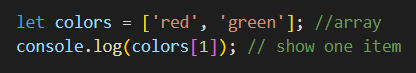 let colors = ['red', 'green']; //array
console.log(colors[1]); // show one item